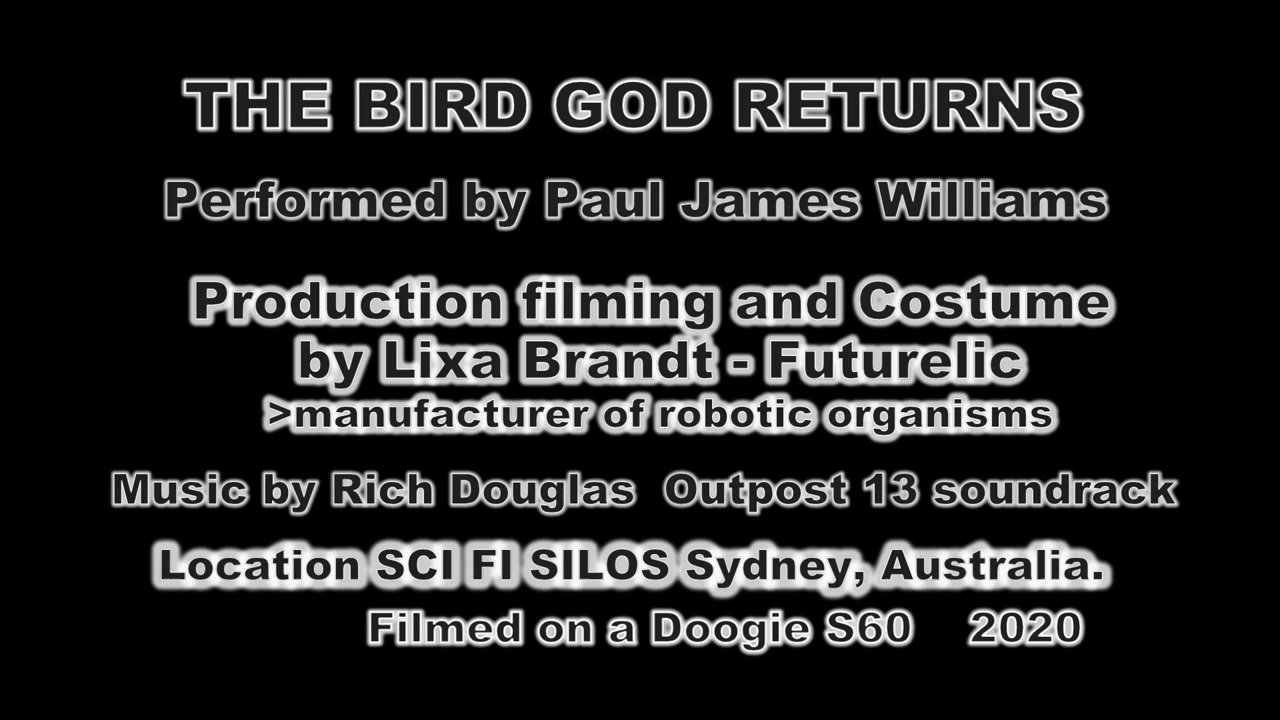 THE BIRD GOD RETURNS
Performed by Paul James Williams
Production filming and Costume
by Lixa Brandt - Futurelic
>manufacturer of robotic organisms
Music by Rich Douglas Outpost 13 soundrack
Location SCI FI SILOS Sydney, Australia.
Filmed on a Doogie S60 2020